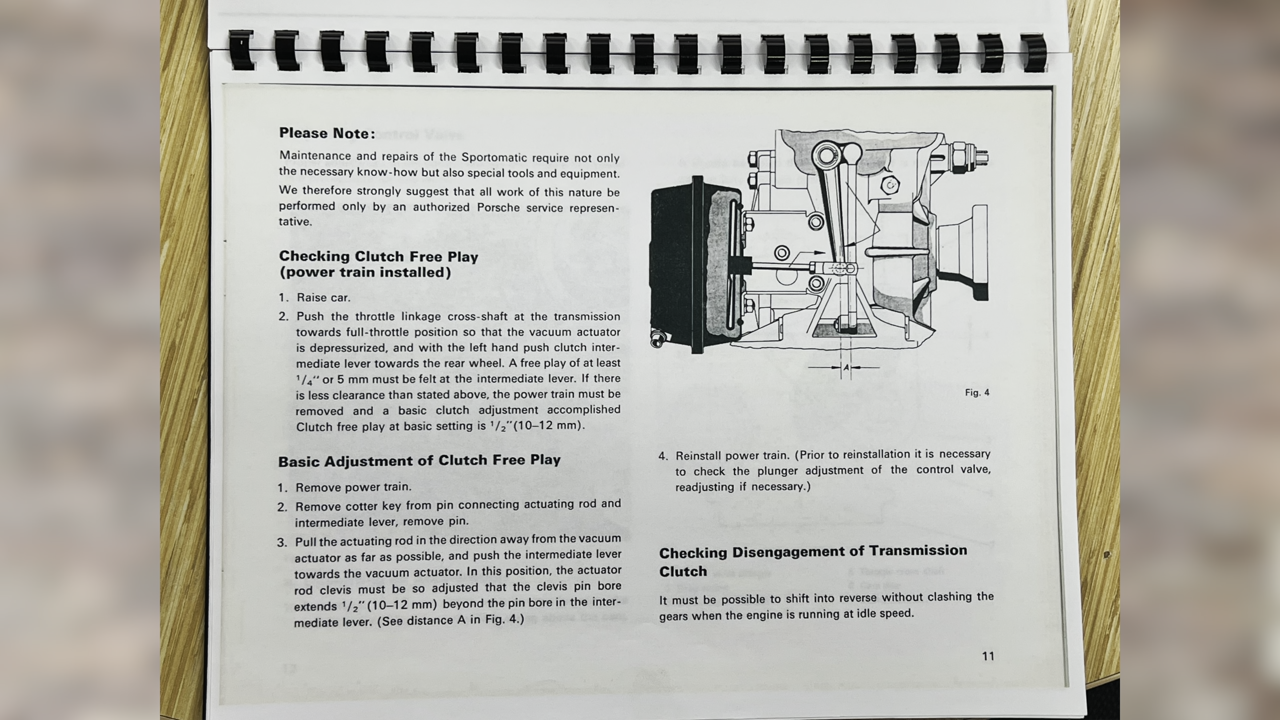 Please Note:
Maintenance and repairs of the Sportomatic require not only
the necessary know-how but also special tools and equipment.
We therefore strongly suggest that all work of this nature be
performed only by an authorized Porsche service represen-
tative.
Checking Clutch Free Play
(power train installed)
1. Raise car.
2. Push the throttle linkage cross-shaft at the transmission
towards full-throttle position so that the vacuum actuator
is depressurized, and with the left hand push clutch inter-
mediate lever towards the rear wheel. A free play of at least
1/4″ or 5 mm must be felt at the intermediate lever. If there
is less clearance than stated above, the power train must be
removed and a basic clutch adjustment accomplished
Clutch free play at basic setting is 1/2″ (10–12 mm).
Basic Adjustment of Clutch Free Play
1. Remove power train.
2. Remove cotter key from pin connecting actuating rod and
intermediate lever, remove pin.
3. Pull the actuating rod in the direction away from the vacuum
actuator as far as possible, and push the intermediate lever
towards the vacuum actuator. In this position, the actuator
rod clevis must be so adjusted that the clevis pin bore
extends 1/2″ (10–12 mm) beyond the pin bore in the inter-
mediate lever. (See distance A in Fig. 4.)
A
Fig. 4
4. Reinstall power train. (Prior to reinstallation it is necessary
to check the plunger adjustment of the control valve,
readjusting if necessary.)
Checking Disengagement of Transmission
Clutch
It must be possible to shift into reverse without clashing the
gears when the engine is running at idle speed.
11